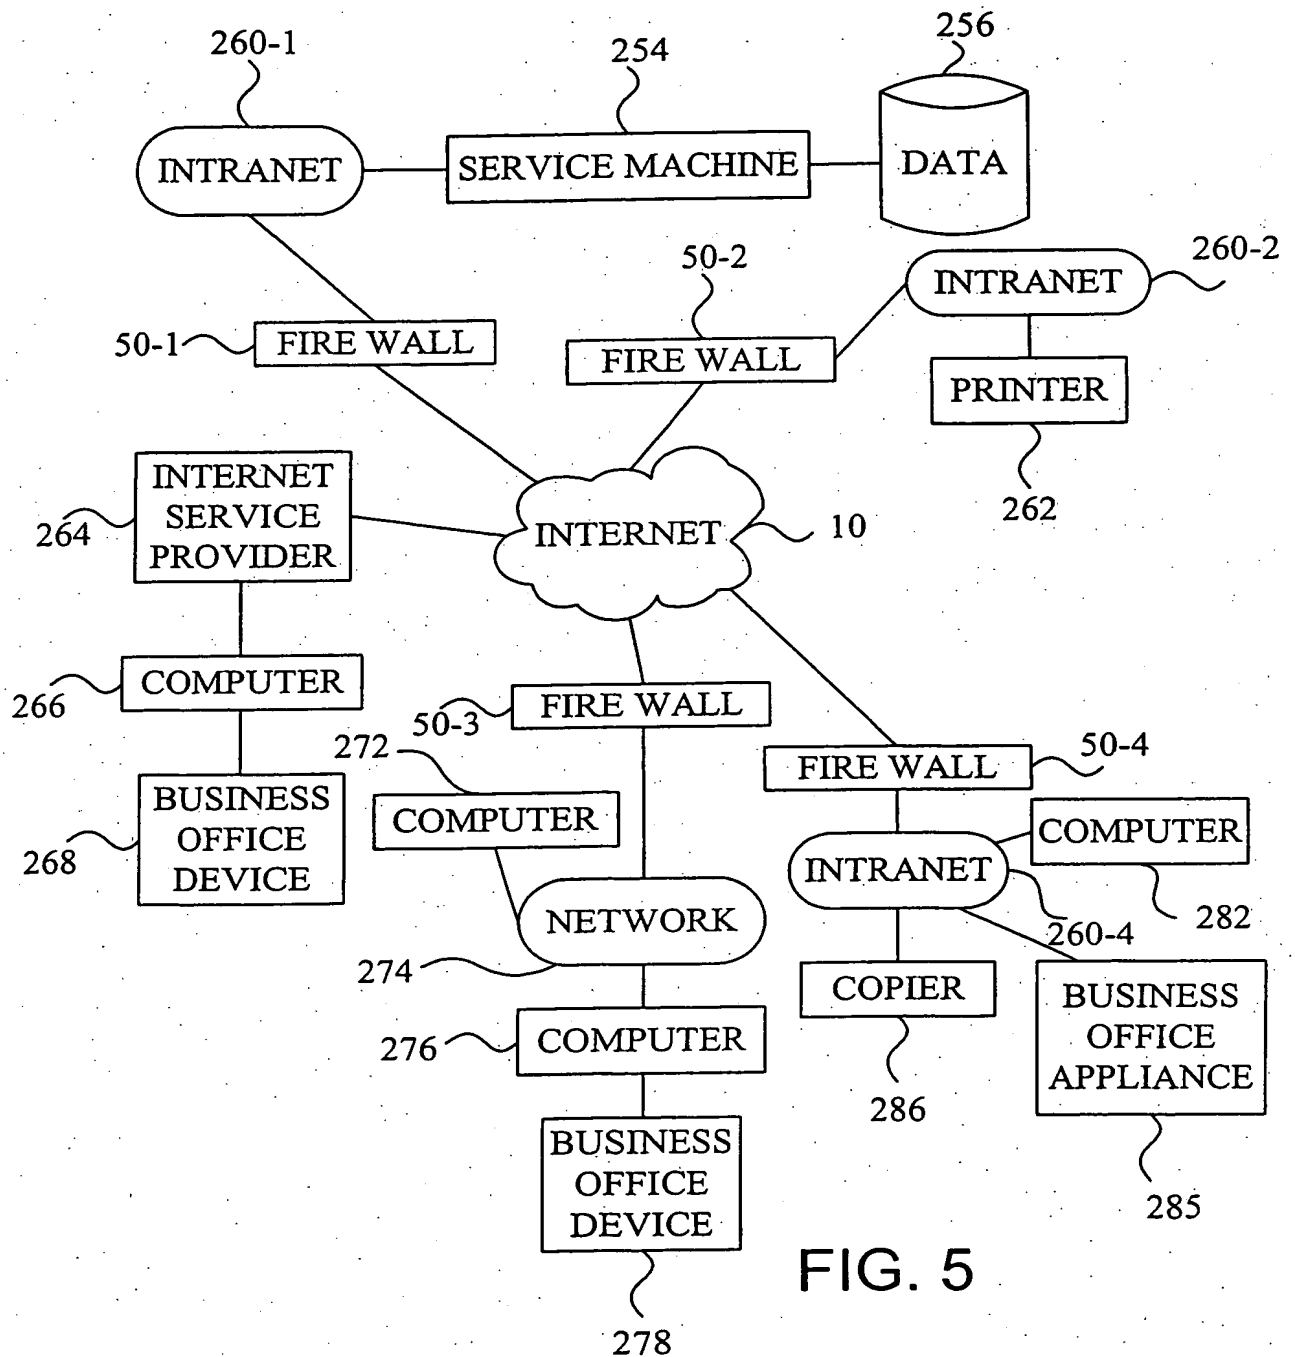 260-1
254
256
INTRANET
SERVICE MACHINE
DATA
50-2
260-2
INTRANET
50-1
FIRE WALL
FIRE WALL
PRINTER
262
INTERNET
SERVICE
PROVIDER
264
INTERNET
10
COMPUTER
266
50-3
FIRE WALL
272
50-4
FIRE WALL
BUSINESS
OFFICE
DEVICE
268
COMPUTER
COMPUTER
282
INTRANET
260-4
NETWORK
274
COPIER
286
BUSINESS
OFFICE
APPLIANCE
285
276
COMPUTER
BUSINESS
OFFICE
DEVICE
278
FIG. 5